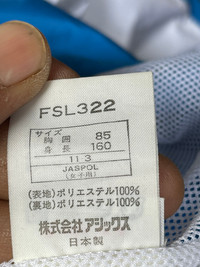 FSL322
サイズ
胸囲 85
身長 160
11 3
JASPOL
(女子用)
(表地)ポリエステル100%
(裏地)ポリエステル100%
株式会社 アシックス
日本製